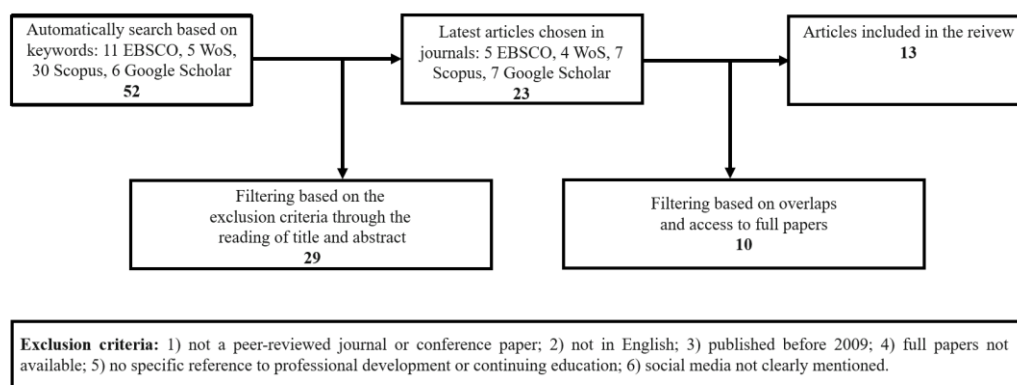 Automatically search based on
keywords: 11 EBSCO, 5 WoS,
30 Scopus, 6 Google Scholar
52
Latest articles chosen in
journals: 5 EBSCO, 4 WoS, 7
Scopus, 7 Google Scholar
23
Articles included in the reivew
13
Filtering based on the
exclusion criteria through the
reading of title and abstract
29
Filtering based on overlaps
and access to full papers
10
Exclusion criteria: 1) not a peer-reviewed journal or conference paper; 2) not in English; 3) published before 2009; 4) full papers not
available; 5) no specific reference to professional development or continuing education; 6) social media not clearly mentioned.